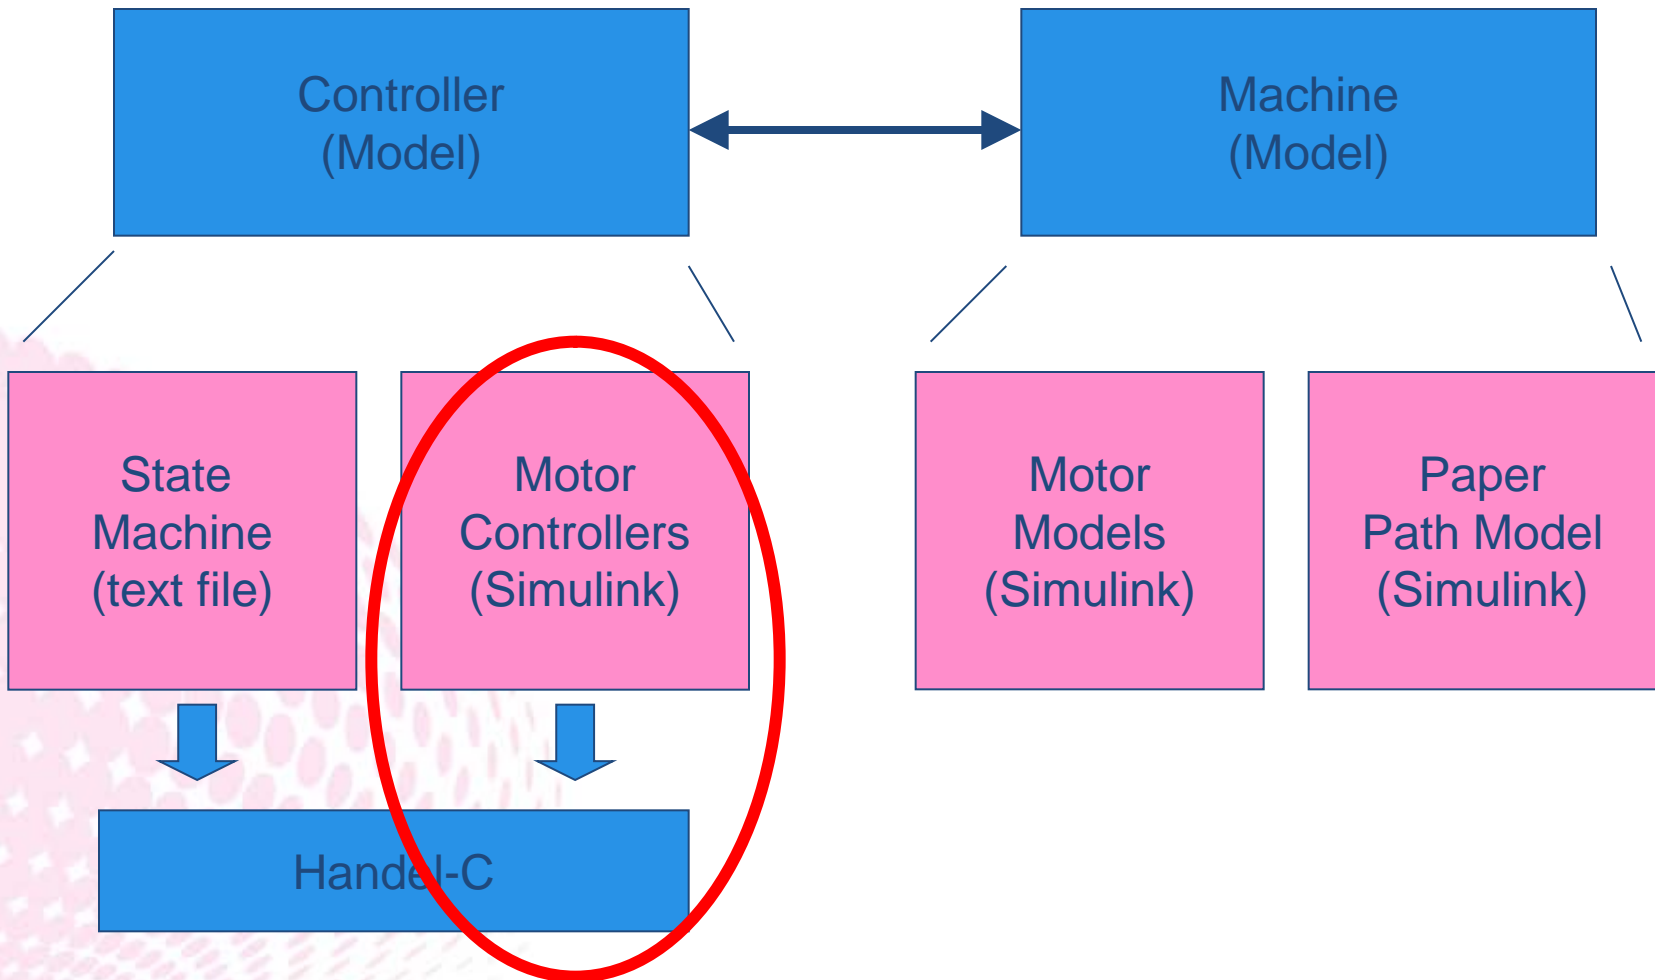 Controller
(Model)
Machine
(Model)
State
Machine
(text file)
Motor
Controllers
(Simulink)
Motor
Models
(Simulink)
Paper
Path Model
(Simulink)
Handel-C